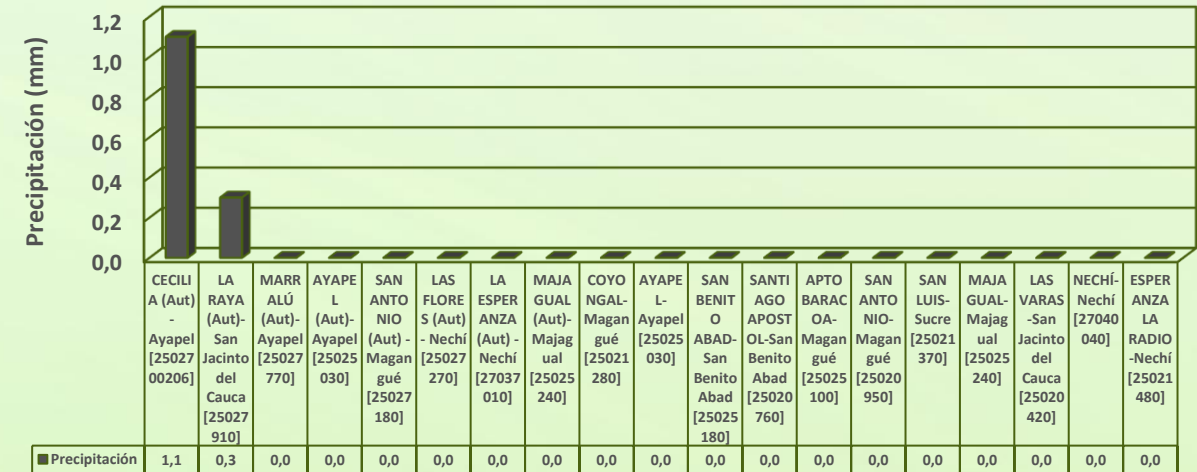 Precipitación (mm)
1,2
1,0
0,8
0,6
0,4
0,2
0,0
CECILI
A (Aut)
-
Ayapel
[25027
00206]
LA
RAYA
(Aut)-
San
Jacinto
del
Cauca
[25027
910]
MARR
ALÚ
(Aut)-
Ayapel
[25027
770]
AYAPE
L
(Aut)-
Ayapel
[25025
030]
SAN
ANTO
NIO
(Aut) -
Magan
gué
[25027
180]
LAS
FLORE
S (Aut)
- Nechí
[25027
270]
LA
ESPER
ANZA
(Aut) -
Nechí
[27037
010]
MAJA
GUAL
(Aut)-
Majag
ual
[25025
240]
COYO
NGAL-
Magan
gué
[25021
280]
AYAPE
L-
Ayapel
[25025
030]
SAN
BENIT
O
ABAD-
San
Benito
Abad
[25025
180]
SANTI
AGO
APOST
OL-San
Benito
Abad
[25020
760]
APTO
BARAC
OA-
Magan
gué
[25025
100]
SAN
ANTO
NIO-
Magan
gué
[25020
950]
SAN
LUIS-
Sucre
[25021
370]
MAJA
GUAL-
Majag
ual
[25025
240]
LAS
VARAS
-San
Jacinto
del
Cauca
[25020
420]
NECHÍ-
Nechí
[27040
040]
ESPER
ANZA
LA
RADIO
-Nechí
[25021
480]
Precipitación 1,1 0,3 0,0 0,0 0,0 0,0 0,0 0,0 0,0 0,0 0,0 0,0 0,0 0,0 0,0 0,0 0,0 0,0 0,0